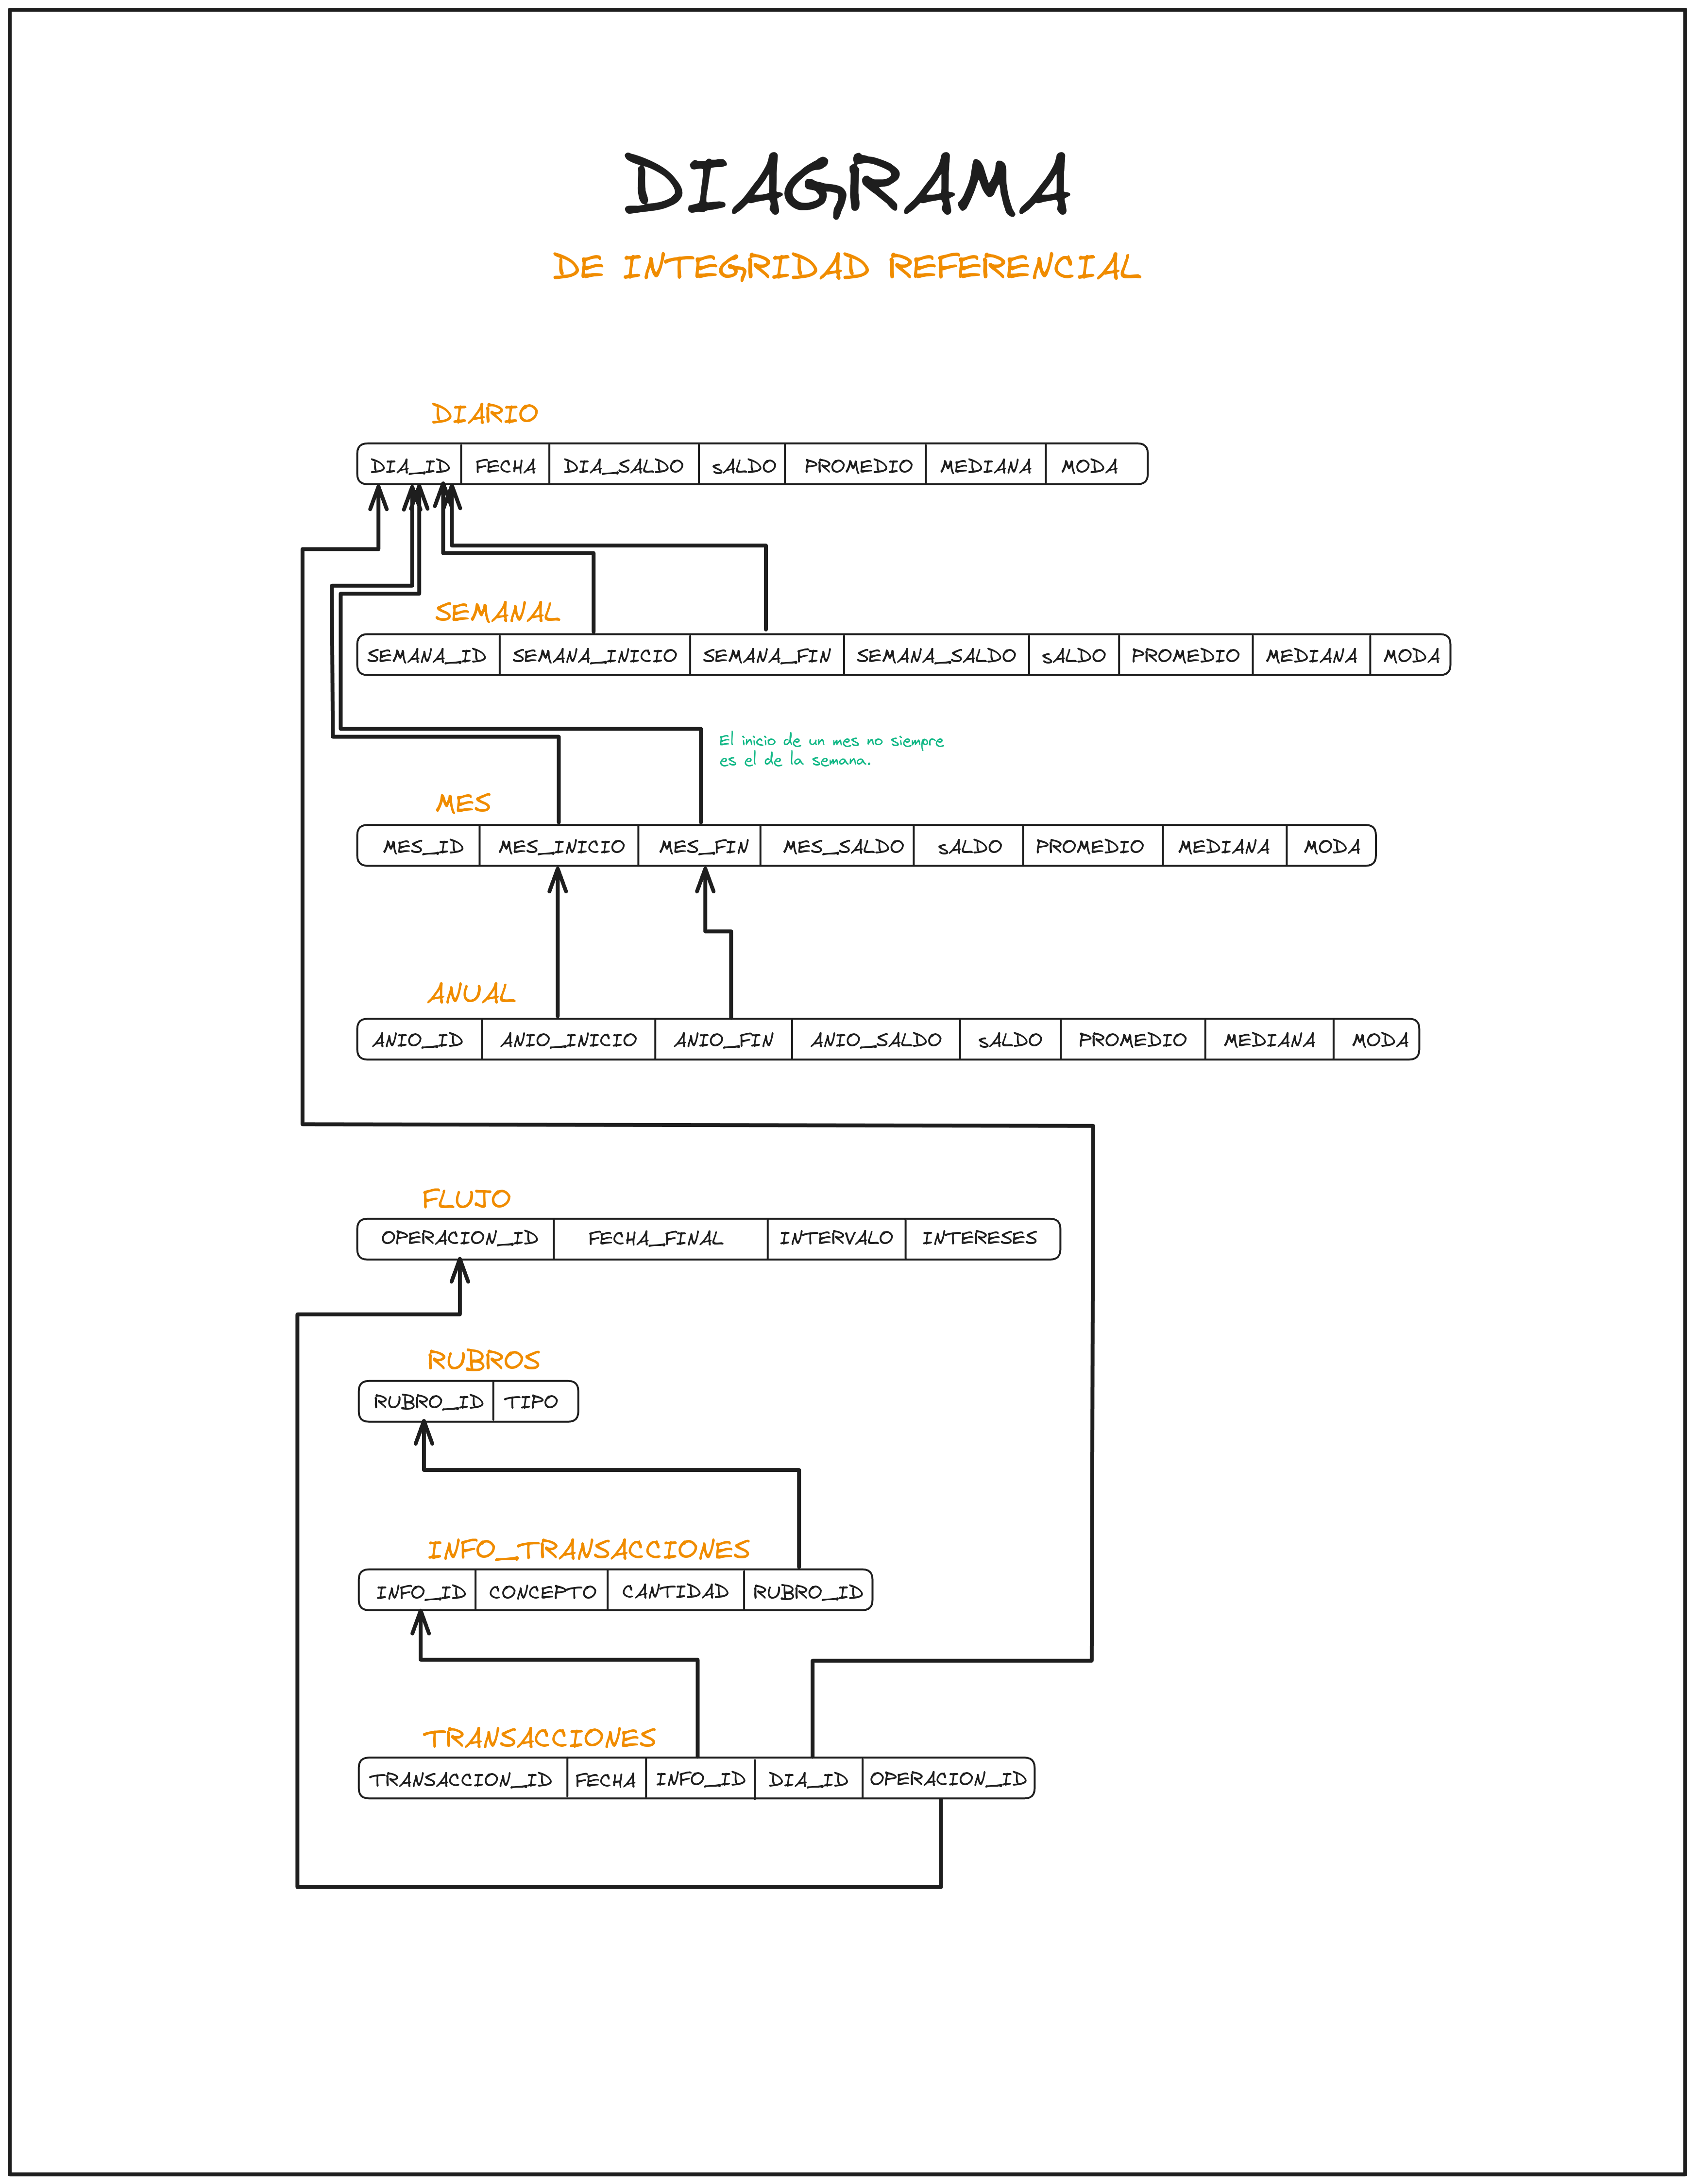 DIAGRAMA
DE INTEGRIDAD REFERENCIAL
DIARIO
DIA_ID FECHA DIA_SALDO sALDO PROMEDIO MEDIANA MODA
SEMANAL
SEMANA_ID SEMANA_INICIO SEMANA_FIN SEMANA_SALDO sALDO PROMEDIO MEDIANA MODA
El inicio de un mes no siempre
es el de la semana.
MES
MES_ID MES_INICIO MES_FIN MES_SALDO sALDO PROMEDIO MEDIANA MODA
ANUAL
ANIO_ID ANIO_INICIO ANIO_FIN ANIO_SALDO sALDO PROMEDIO MEDIANA MODA
FLUJO
OPERACION_ID FECHA_FINAL INTERVALO INTERESES
RUBROS
RUBRO_ID TIPO
INFO_TRANSACCIONES
INFO_ID CONCEPTO CANTIDAD RUBRO_ID
TRANSACCIONES
TRANSACCION_ID FECHA INFO_ID DIA_ID OPERACION_ID